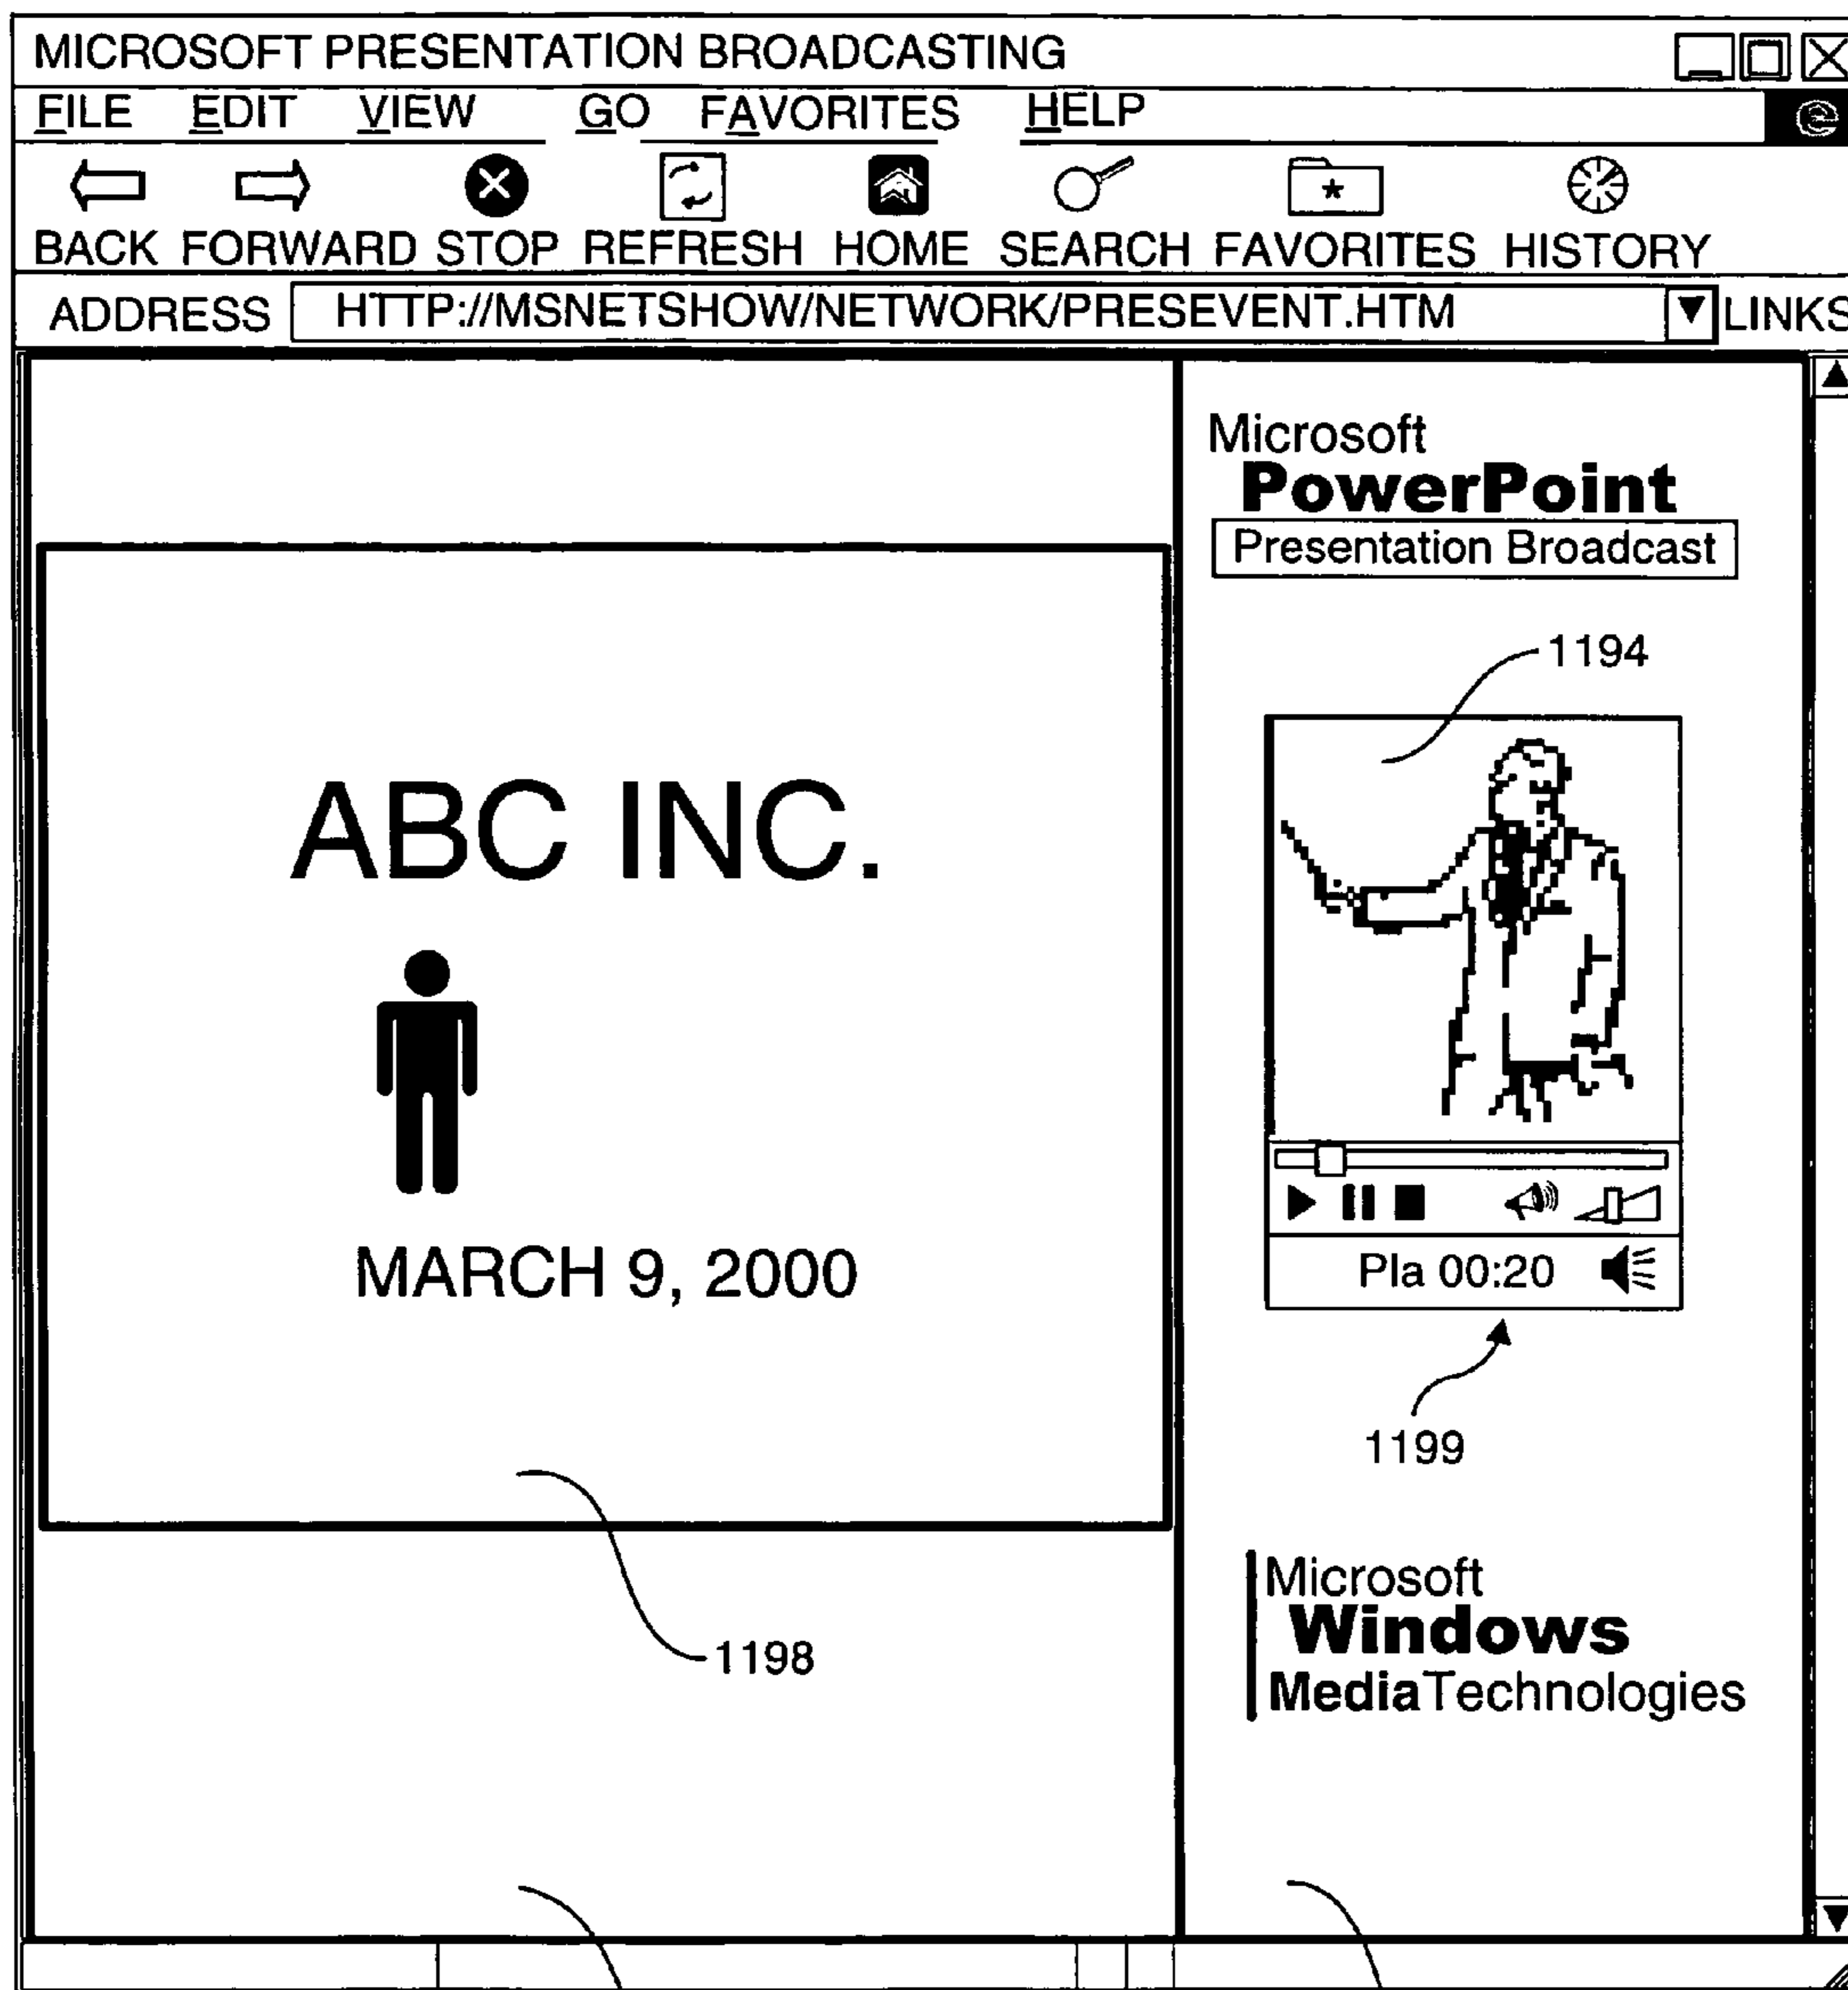 MICROSOFT PRESENTATION BROADCASTING
FILE EDIT VIEW GO FAVORITES HELP
BACK FORWARD STOP REFRESH HOME SEARCH FAVORITES HISTORY
ADDRESS HTTP://MSNETSHOW/NETWORK/PRESEVENT.HTM LINKS
Microsoft
PowerPoint
Presentation Broadcast
1194
ABC INC.
MARCH 9, 2000
Pla 00:20
1199
1198
Microsoft
Windows
MediaTechnologies